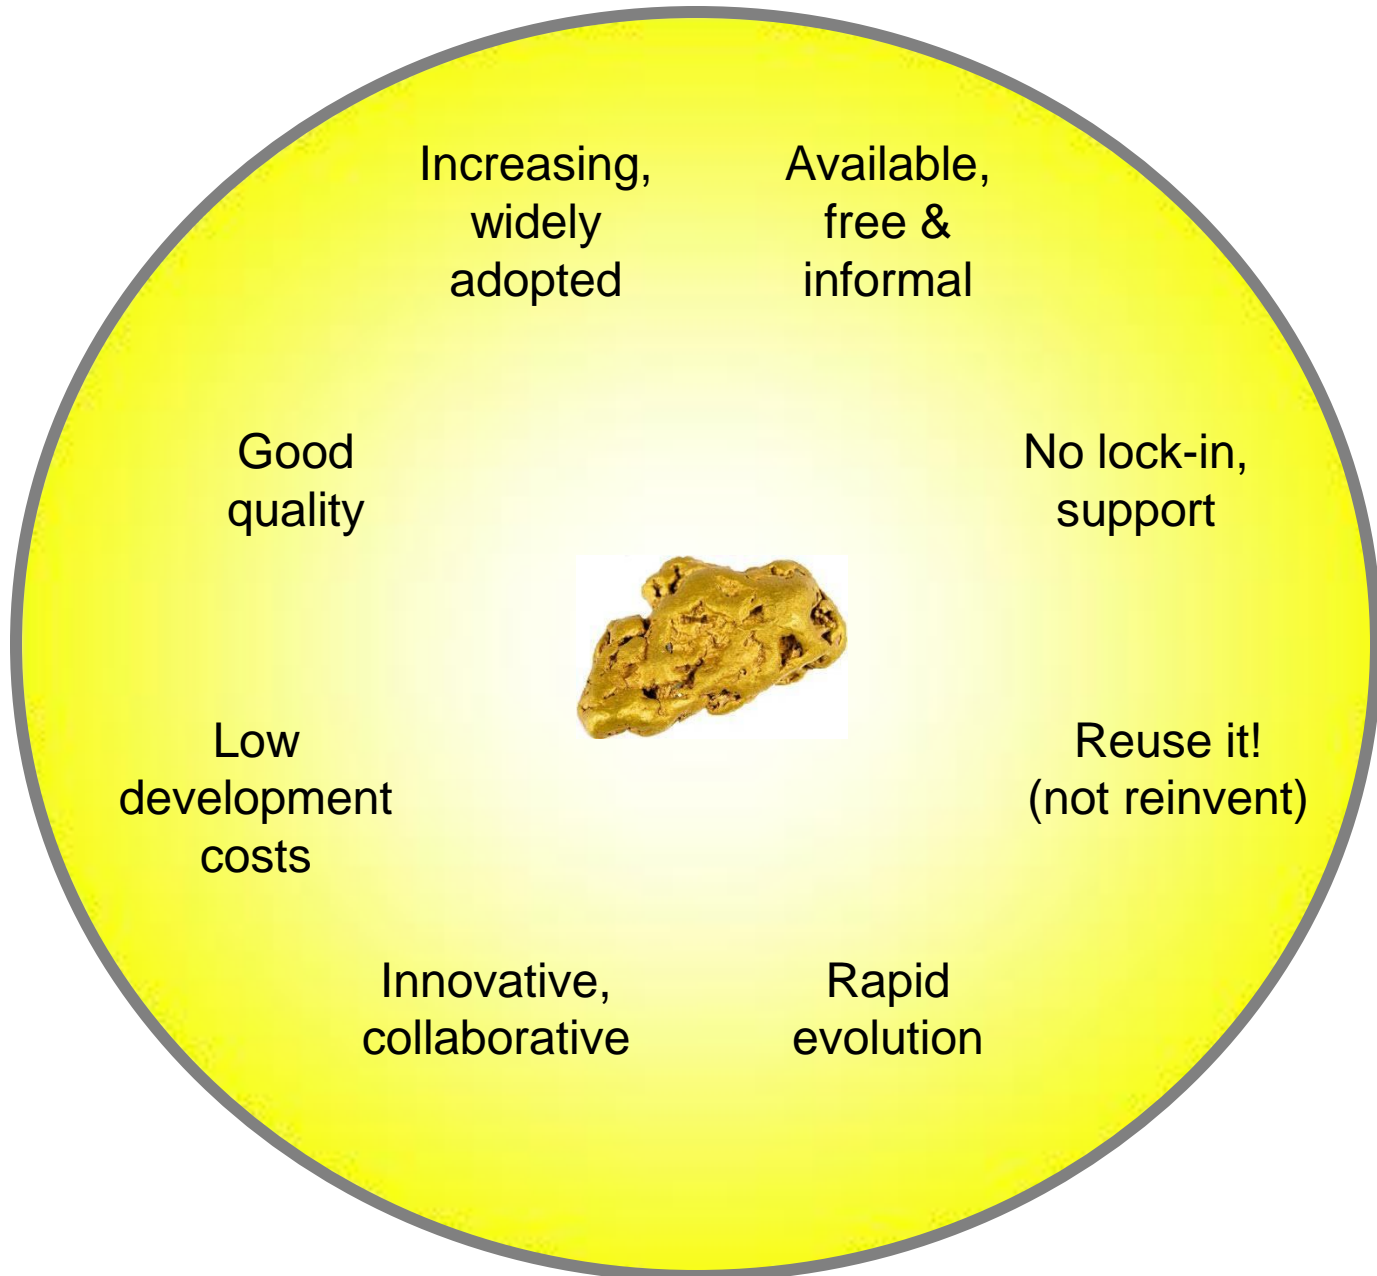 Increasing,
widely
adopted
Available,
free &
informal
Good
quality
No lock-in,
support
Low
development
costs
Reuse it!
(not reinvent)
Innovative,
collaborative
Rapid
evolution